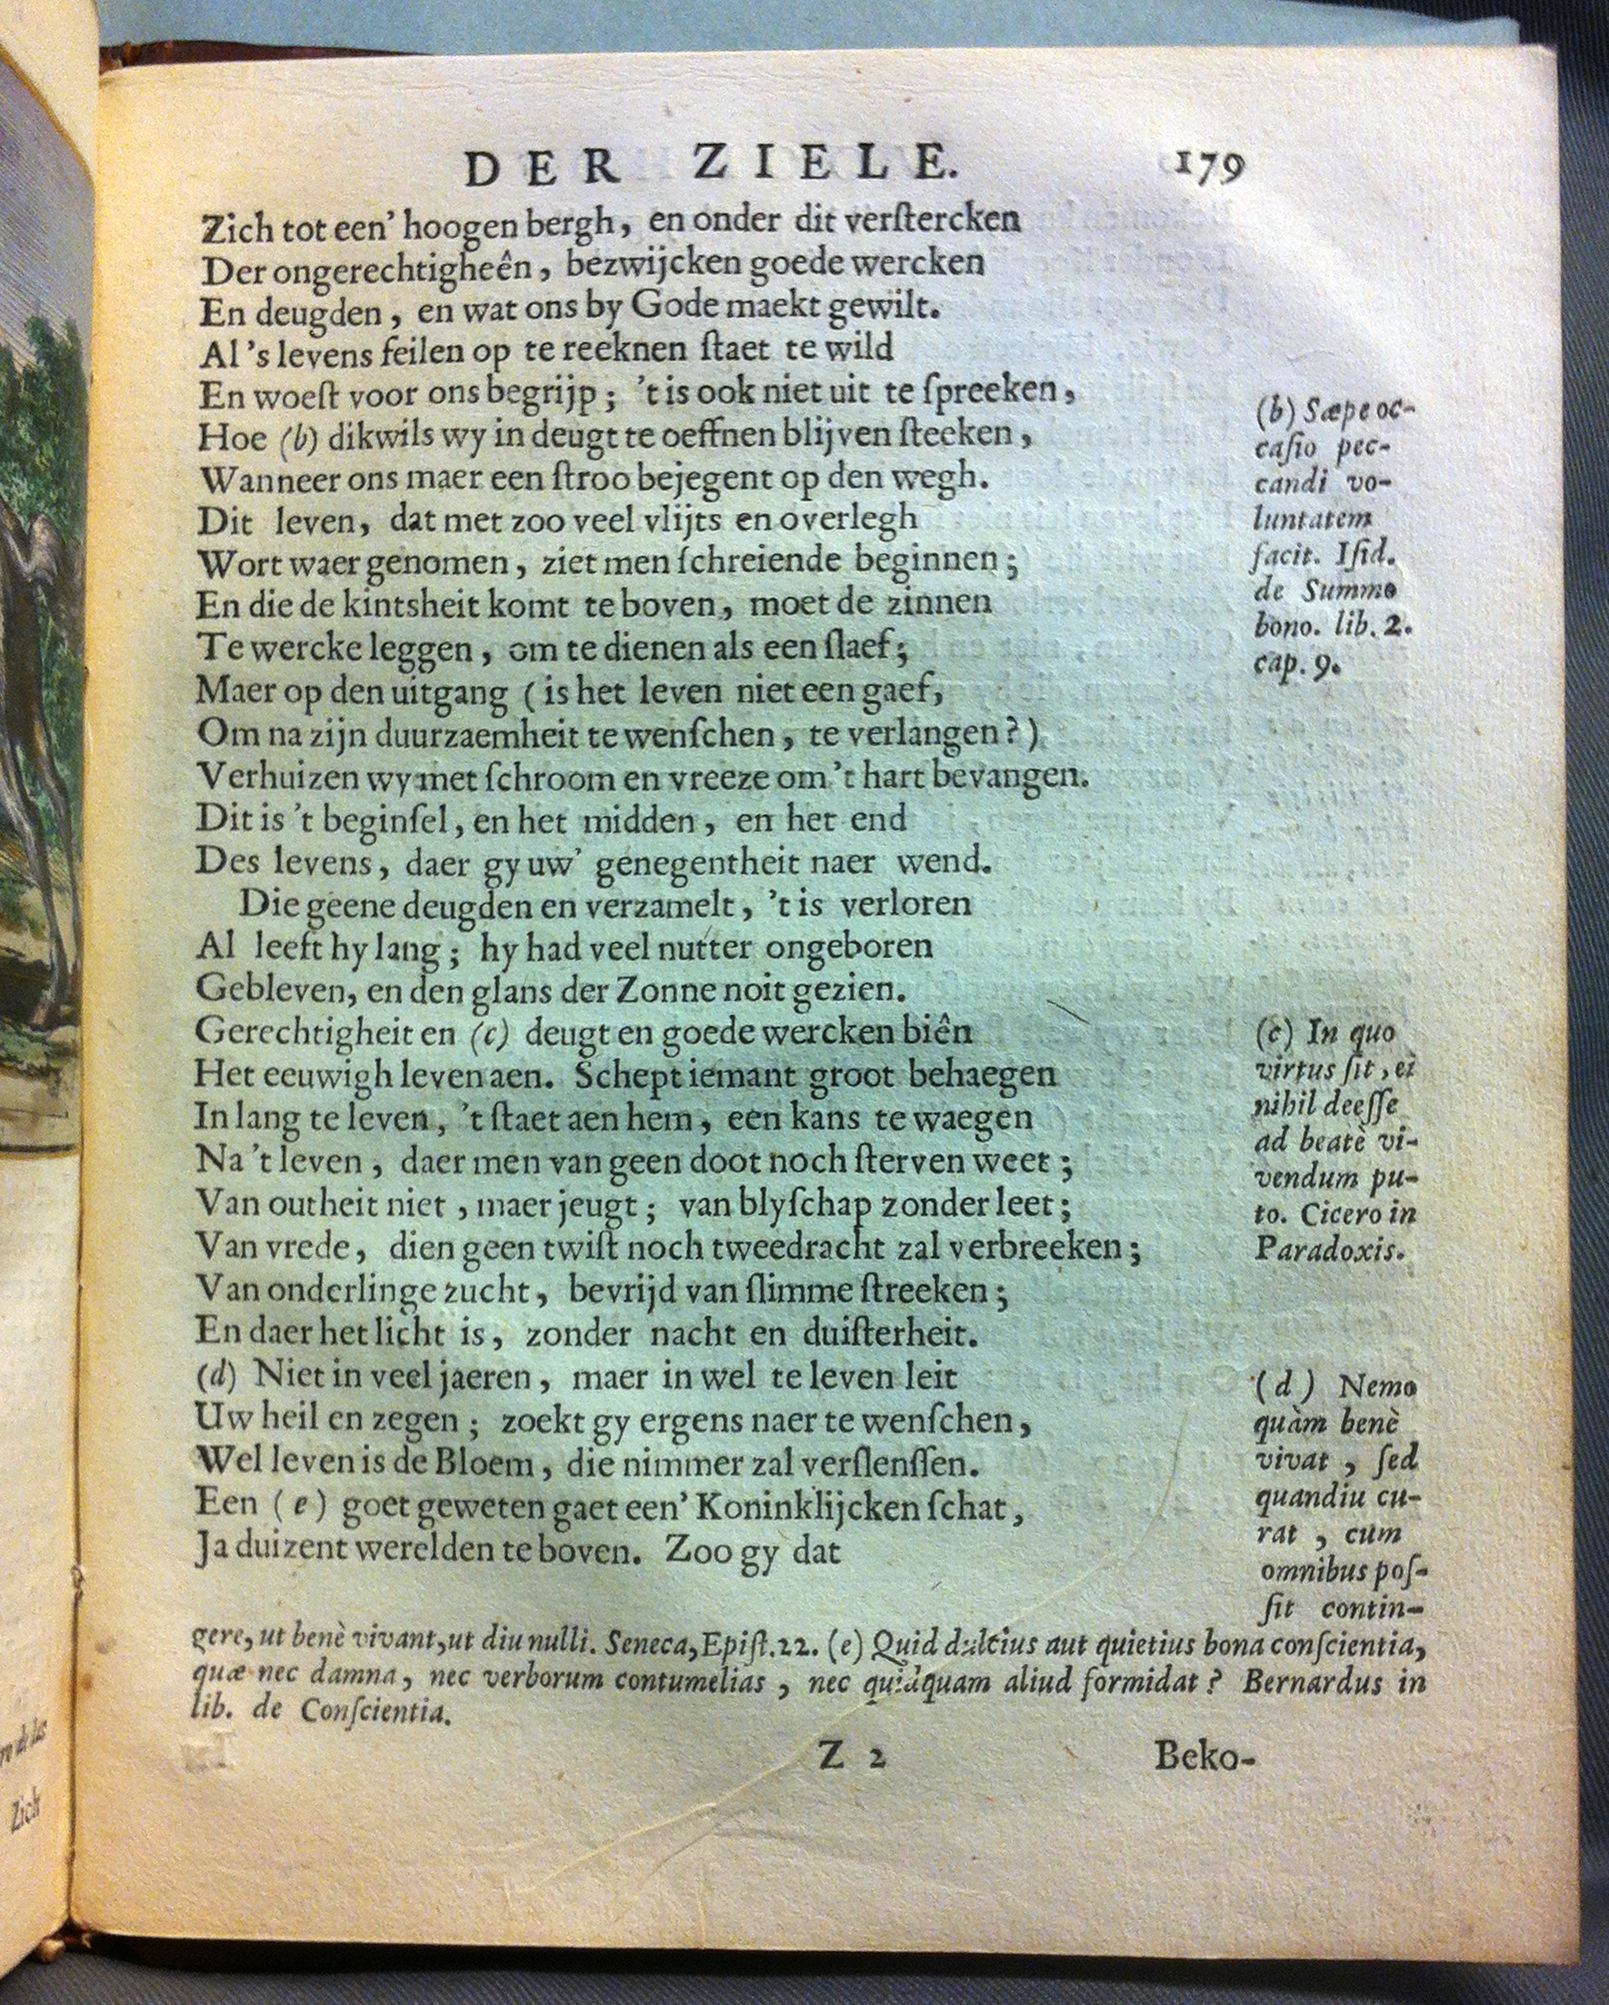 DER ZIELE. 179
Zich tot een' hoogen bergh, en onder dit verſtercken
Der ongerechtigheên, bezwijcken goede wercken
En deugden, en wat ons by Gode maekt gewilt.
Al 's levens feilen op te reeknen ſtaet te wild
En woeſt voor ons begrijp; 't is ook niet uit te ſpreeken,
Hoe (b) dikwils wy in deugt te oeffnen blijven ſteeken,
Wanneer ons maer een ſtroo bejegent op den wegh.
Dit leven, dat met zoo veel vlijts en overlegh
Wort waer genomen, ziet men ſchreiende beginnen;
En die de kintsheit komt te boven, moet de zinnen
Te wercke leggen, om te dienen als een ſlaef;
Maer op den uitgang (is het leven niet een gaef,
Om na zijn duurzaemheit te wenſchen, te verlangen?)
Verhuizen wy met ſchroom en vreeze om 't hart bevangen.
Dit is 't beginſel, en het midden, en het end
Des levens, daer gy uw' genegentheit naer wend.
Die geene deugden en verzamelt, 't is verloren
Al leeft hy lang; hy had veel nutter ongeboren
Gebleven, en den glans der Zonne noit gezien.
Gerechtigheit en (c) deugt en goede wercken biên
Het eeuwigh leven aen. Schept iemant groot behaegen
In lang te leven, 't ſtaet aen hem, een kans te waegen
Na 't leven, daer men van geen doot noch ſterven weet;
Van outheit niet, maer jeugt; van blyſchap zonder leet;
Van vrede, dien geen twiſt noch tweedracht zal verbreeken;
Van onderlinge zucht, bevrijd van ſlimme ſtreeken;
En daer het licht is, zonder nacht en duiſterheit.
(d) Niet in veel jaeren, maer in wel te leven leit
Uw heil en zegen; zoekt gy ergens naer te wenſchen,
Wel leven is de Bloem, die nimmer zal verſlenſſen.
Een (e) goet geweten gaet een' Koninklijcken ſchat,
Ja duizent werelden te boven. Zoo gy dat
(b) Sæpe oc-
caſio pec-
candi vo-
luntatem
facit. Iſid.
de Summo
bono. lib. 2.
cap. 9.
(c) In quo
virtus ſit, ei
nihil deeſſe
ad beatè vi-
vendum pu-
to. Cicero in
Paradoxis.
(d) Nemo
quàm benè
vivat, ſed
quandiu cu-
rat, cum
omnibus poſ-
ſit contin-
gere, ut benè vivant, ut diu nulli. Seneca, Epiſt. 22. (e) Quid dulcius aut quietius bona conſcientia,
quæ nec damna, nec verborum contumelias, nec quidquam aliud formidat? Bernardus in
lib. de Conſcientia.
Z 2 Beko-
Zich